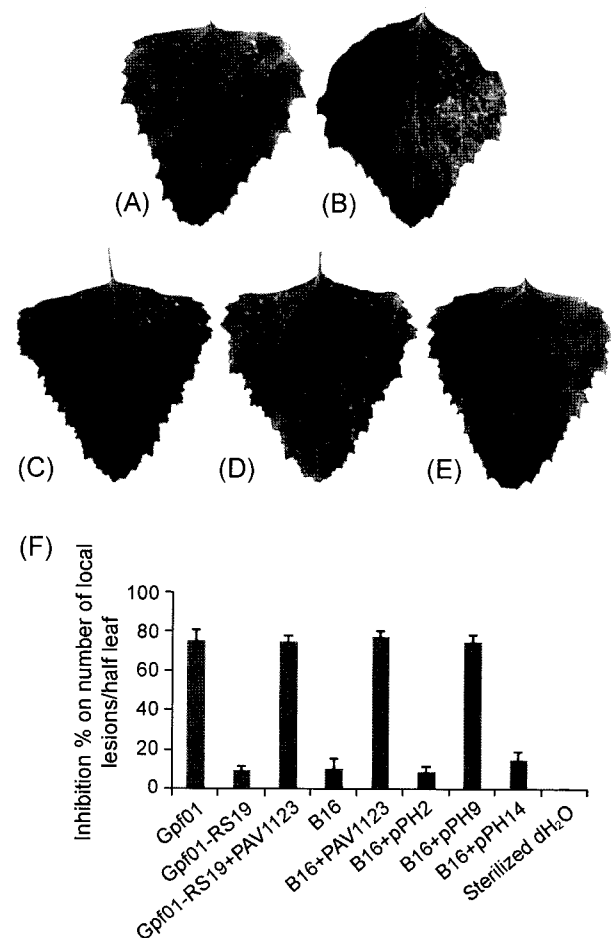 (A)
(B)
(C)
(D)
(E)
(F)
Inhibition % on number of local
lesions/half leaf
100
80
60
40
20
0
Gpf01
Gpf01-RS19
Gpf01-RS19+PAV1123
B16
B16+PAV1123
B16+pPH2
B16+pPH9
B16+pPH14
Sterilized dH₂O